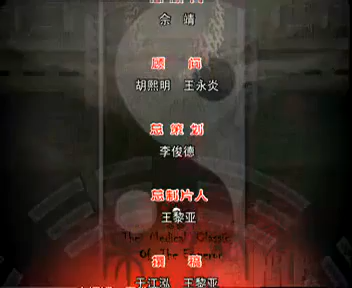 佘 靖
顾 问
胡熙明 王永炎
总 策 划
李俊德
总制片人
王黎亚
The Medical Classic
Of The Emperor
撰 稿
王江泓 王黎亚